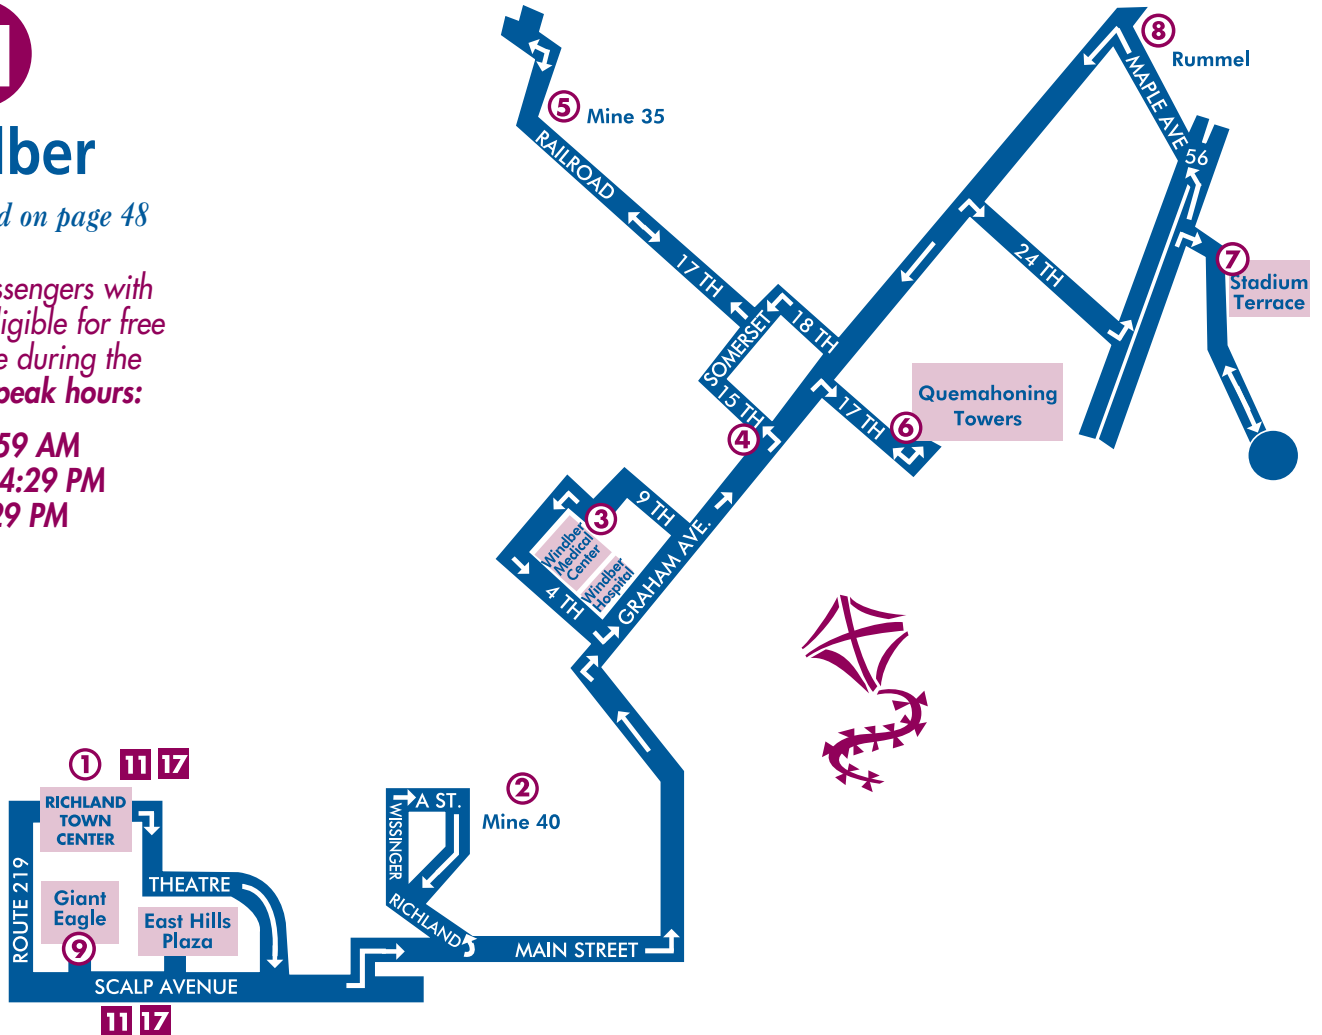 lber
d on page 48
ssengers with
ligible for free
e during the
peak hours:
59 AM
4:29 PM
29 PM
8
Rummel
MAPLE AVE
56
5
Mine 35
RAILROAD
17 TH
SOMERSET
18 TH
15 TH
24 TH
7
Stadium
Terrace
Quemahoning
Towers
17 TH
6
4
9 TH
3
Windber
Medical
Center
Windber
Hospital
4 TH
GRAHAM AVE.
1
11 17
RICHLAND
TOWN
CENTER
THEATRE
ROUTE 219
Giant
Eagle
9
East Hills
Plaza
SCALP AVENUE
11 17
2
Mine 40
A ST.
WISSINGER
RICHLAND
MAIN STREET